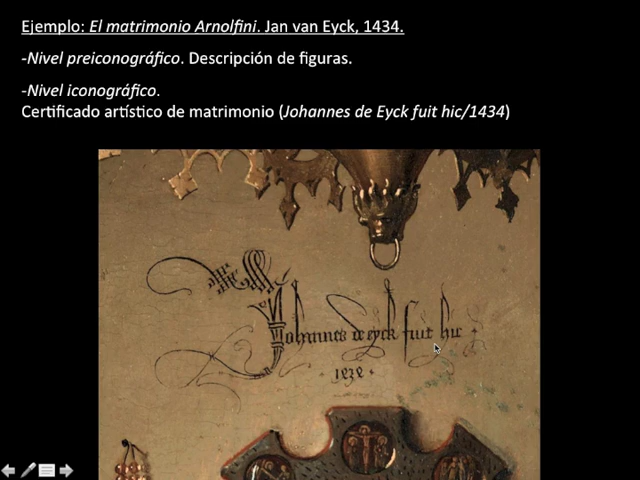 Ejemplo: El matrimonio Arnolfini. Jan van Eyck, 1434.
-Nivel preiconográfico. Descripción de figuras.
-Nivel iconográfico.
Certificado artístico de matrimonio (Johannes de Eyck fuit hic/1434)
Johannes de eyck fuit hic
.1434.